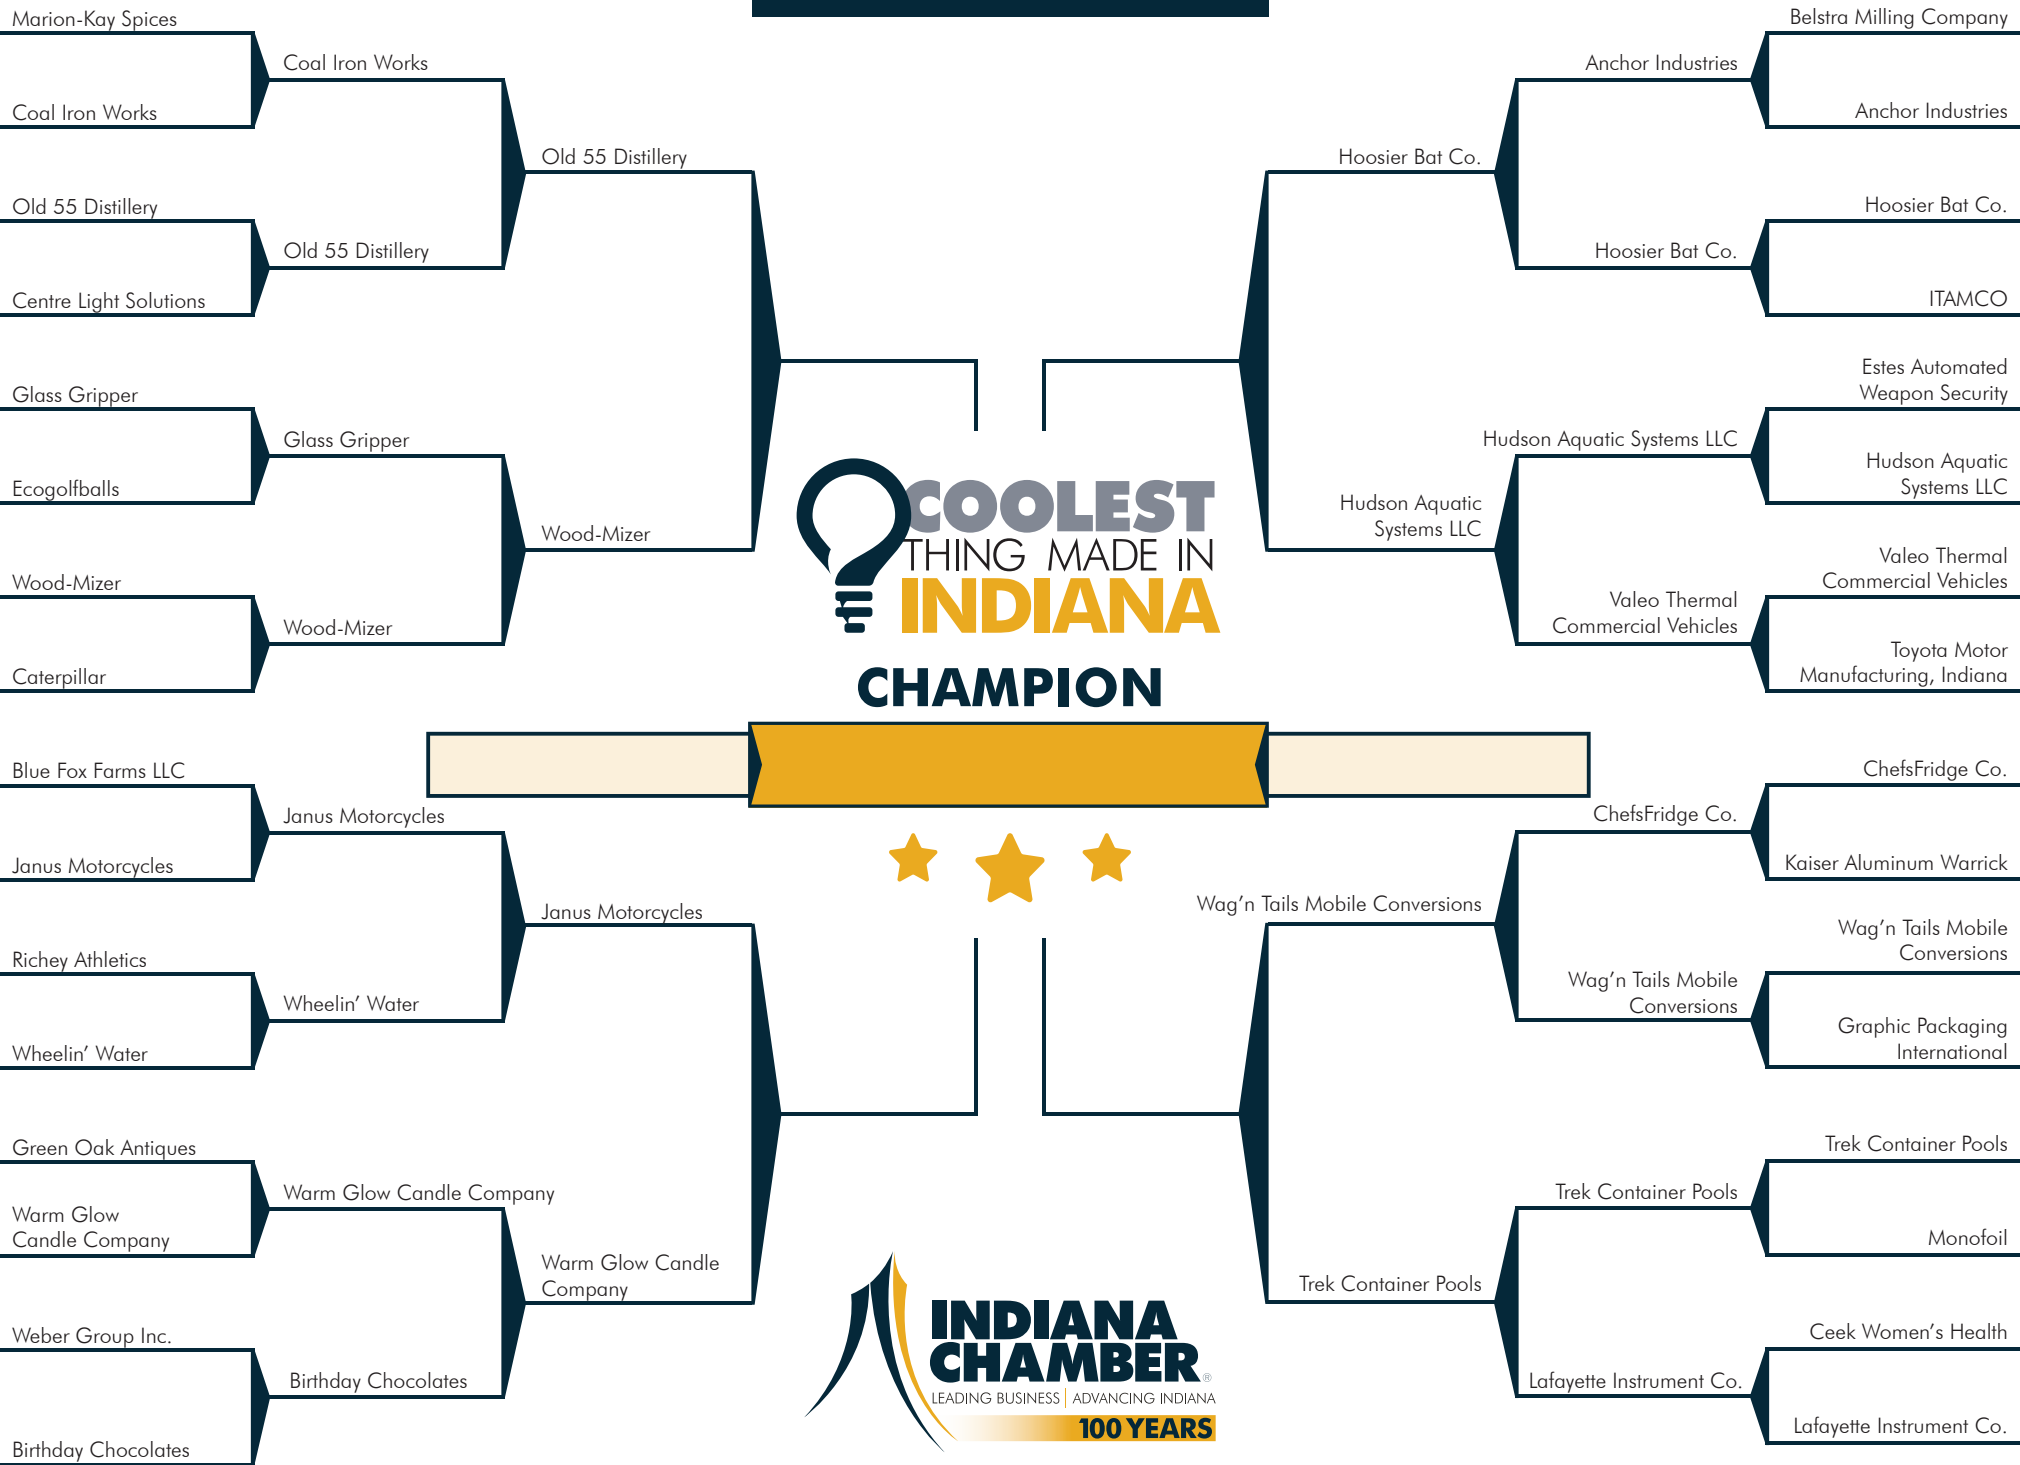 Marion-Kay Spices
Coal Iron Works
Old 55 Distillery
Centre Light Solutions
Glass Gripper
Ecogolfballs
Wood-Mizer
Caterpillar
Blue Fox Farms LLC
Janus Motorcycles
Richey Athletics
Wheelin’ Water
Green Oak Antiques
Warm Glow
Candle Company
Weber Group Inc.
Birthday Chocolates
Coal Iron Works
Old 55 Distillery
Glass Gripper
Wood-Mizer
Janus Motorcycles
Wheelin’ Water
Warm Glow Candle Company
Birthday Chocolates
Old 55 Distillery
Wood-Mizer
Janus Motorcycles
Warm Glow Candle
Company
COOLEST
THING MADE IN
INDIANA
CHAMPION
INDIANA
CHAMBER®
LEADING BUSINESS | ADVANCING INDIANA
100 YEARS
Hoosier Bat Co.
Hudson Aquatic
Systems LLC
Wag’n Tails Mobile Conversions
Trek Container Pools
Anchor Industries
Hoosier Bat Co.
Hudson Aquatic Systems LLC
Valeo Thermal
Commercial Vehicles
ChefsFridge Co.
Wag’n Tails Mobile
Conversions
Trek Container Pools
Lafayette Instrument Co.
Belstra Milling Company
Anchor Industries
Hoosier Bat Co.
ITAMCO
Estes Automated
Weapon Security
Hudson Aquatic
Systems LLC
Valeo Thermal
Commercial Vehicles
Toyota Motor
Manufacturing, Indiana
ChefsFridge Co.
Kaiser Aluminum Warrick
Wag’n Tails Mobile
Conversions
Graphic Packaging
International
Trek Container Pools
Monofoil
Ceek Women’s Health
Lafayette Instrument Co.